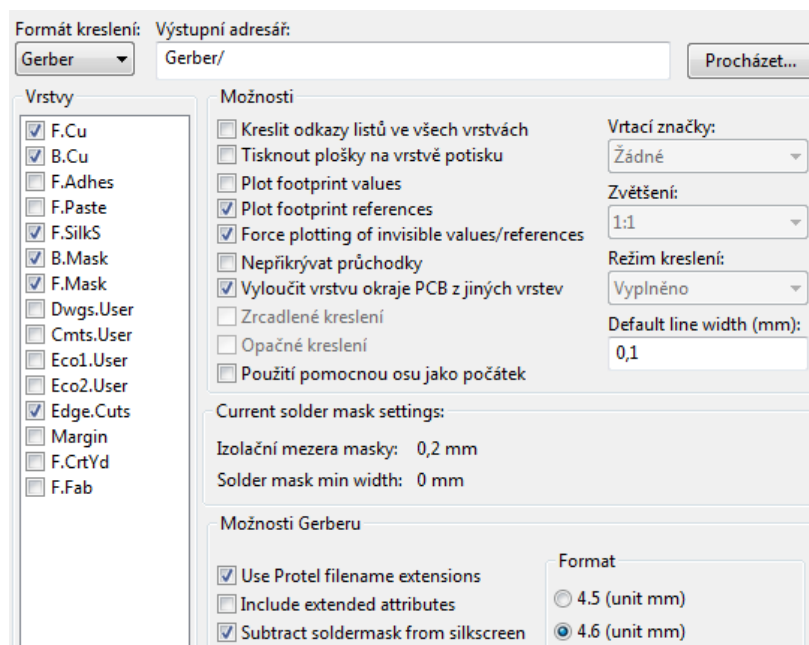 Formát kreslení: Výstupní adresář:
Gerber Gerber/ Procházet...
Vrstvy
F.Cu
B.Cu
F.Adhes
F.Paste
F.SilkS
B.Mask
F.Mask
Dwgs.User
Cmts.User
Eco1.User
Eco2.User
Edge.Cuts
Margin
F.CrtYd
F.Fab
Možnosti
Kreslit odkazy listů ve všech vrstvách
Tisknout plošky na vrstvě potisku
Plot footprint values
Plot footprint references
Force plotting of invisible values/references
Nepřikrývat průchodky
Vyloučit vrstvu okraje PCB z jiných vrstev
Zrcadlené kreslení
Opačné kreslení
Použití pomocnou osu jako počátek
Vrtací značky:
Žádné
Zvětšení:
1:1
Režim kreslení:
Vyplněno
Default line width (mm):
0,1
Current solder mask settings:
Izolační mezera masky: 0,2 mm
Solder mask min width: 0 mm
Možnosti Gerberu
Use Protel filename extensions
Include extended attributes
Subtract soldermask from silkscreen
Format
4.5 (unit mm)
4.6 (unit mm)